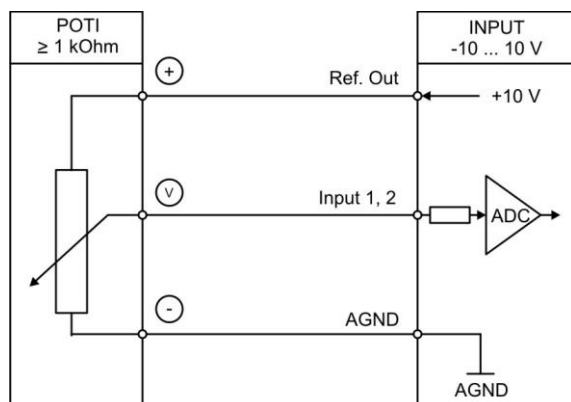 POTI
≥ 1 kOhm
INPUT
-10 ... 10 V
+
Ref. Out
+10 V
V
Input 1, 2
ADC
-
AGND
AGND